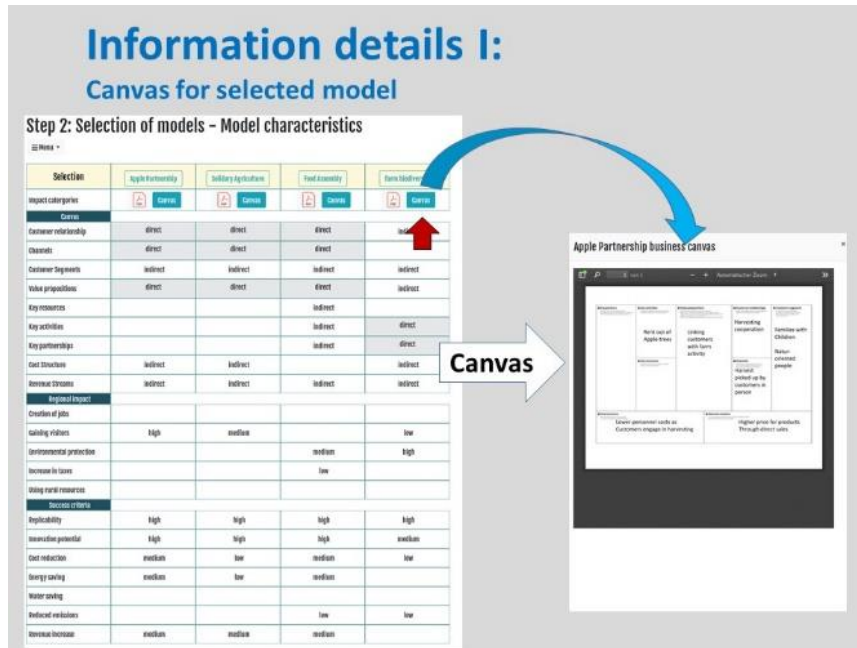 Information details I:
Canvas for selected model
Step 2: Selection of models - Model characteristics
Menu
Selection Apple Partnership Solidary Agriculture Food Assembly Farm biodiver
Impact catergories Canvas Canvas Canvas Canvas
Canvas
Customer relationship direct direct direct
Channels direct direct direct
Customer Segments indirect indirect indirect indirect
Value propositions direct direct direct indirect
Key resources indirect
Key activities indirect direct
Key partnerships indirect direct
Cost Structure indirect indirect indirect
Revenue Streams indirect indirect indirect indirect
Regional impact
Creation of jobs
Gaining visitors high medium low
Environmental protection medium high
Increase in taxes low
Using rural resources
Success criteria
Replicability high high high high
Innovation potential high high high medium
Cost reduction medium low medium low
Energy saving medium low medium
Water saving
Reduced emissions low low
Revenue increase medium medium medium
Canvas
Apple Partnership business canvas
×
Automatischer Zoom
Rent out of
Apple trees
Linking
customers
with farm
activity
Harvesting
cooperation
Harvest
picked up by
customers in
person
Families with
Children
Natur-
oriented
people
Lower personnel costs as
Customers engage in harvesting
Higher price for products
Through direct sales